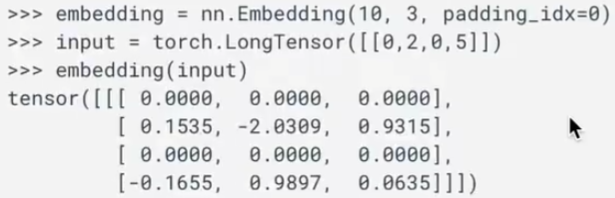 >>> embedding = nn.Embedding(10, 3, padding_idx=0)
>>> input = torch.LongTensor([[0,2,0,5]])
>>> embedding(input)
tensor([[[ 0.0000,  0.0000,  0.0000],
         [ 0.1535, -2.0309,  0.9315],
         [ 0.0000,  0.0000,  0.0000],
         [-0.1655,  0.9897,  0.0635]]])